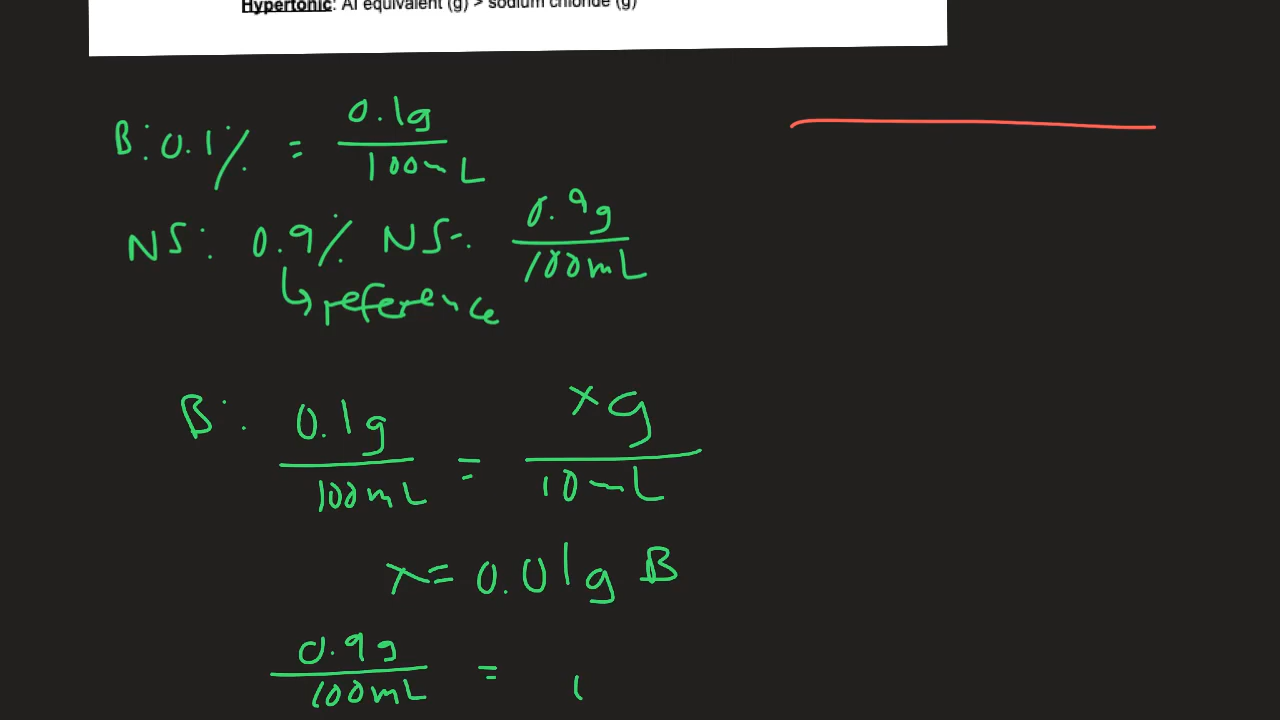 Hypertonic: AI equivalent (g) > sodium chloride (g)
B: 0.1% = 0.1g / 100mL
NS: 0.9% NS: 0.9g / 100mL
↳ reference
B: 0.1g / 100mL = x g / 10mL
x = 0.01g B
0.9g / 100mL = 1